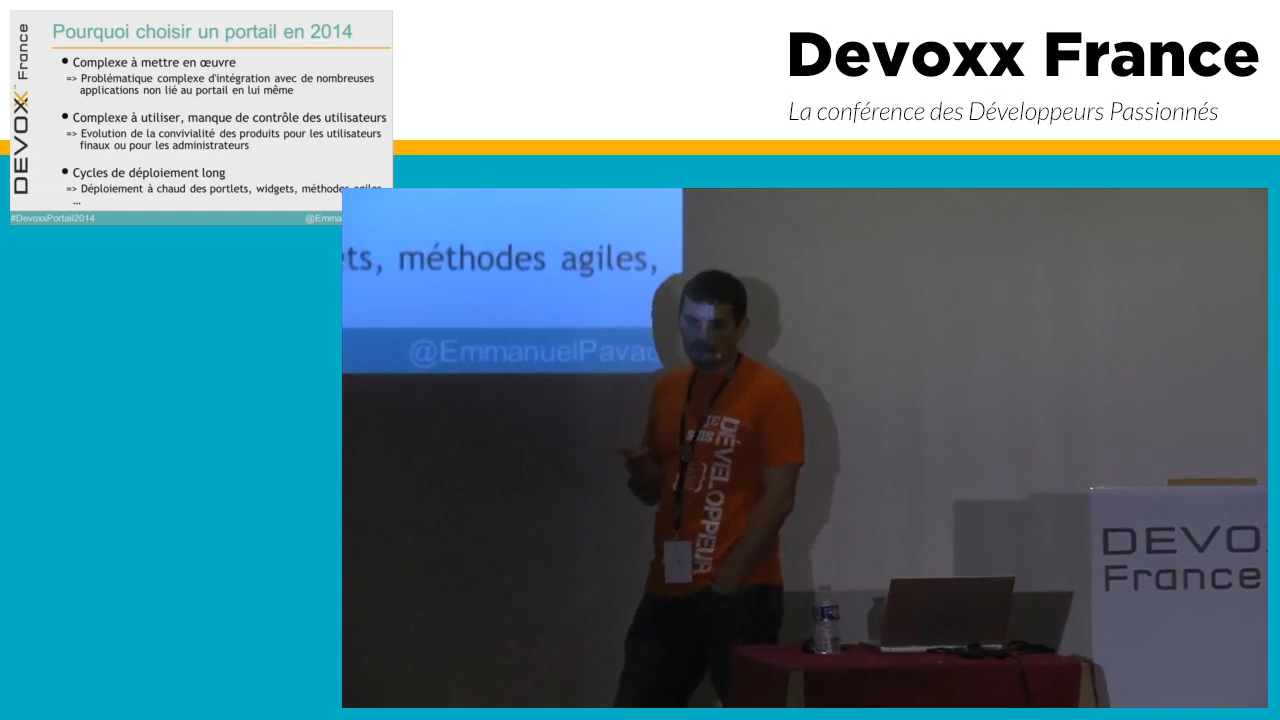 Pourquoi choisir un portail en 2014
• Complexe à mettre en œuvre
=> Problématique complexe d'intégration avec de nombreuses
applications non lié au portail en lui même
• Complexe à utiliser, manque de contrôle des utilisateurs
=> Evolution de la convivialité des produits pour les utilisateurs
finaux ou pour les administrateurs
• Cycles de déploiement long
=> Déploiement à chaud des portlets, widgets, méthodes agiles
...
#DevoxxPortail2014
@Emma
DEVOXX France
Devoxx France
La conférence des Développeurs Passionnés
ts, méthodes agiles,
@EmmanuelPava
DÉVELOPPEUR
DEVOX
France